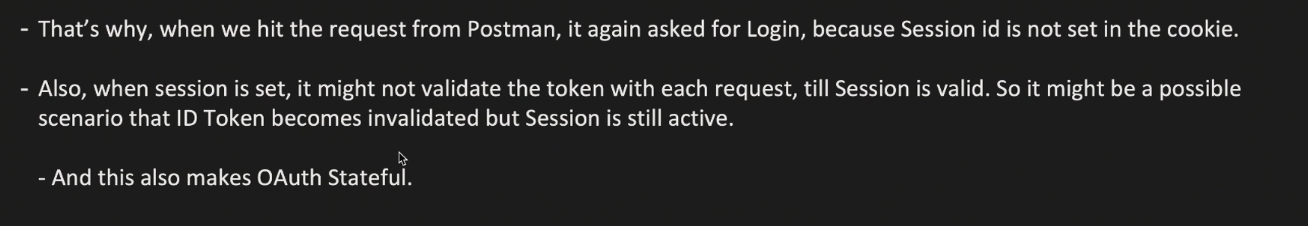 - That's why, when we hit the request from Postman, it again asked for Login, because Session id is not set in the cookie.
- Also, when session is set, it might not validate the token with each request, till Session is valid. So it might be a possible
scenario that ID Token becomes invalidated but Session is still active.
- And this also makes OAuth Stateful.